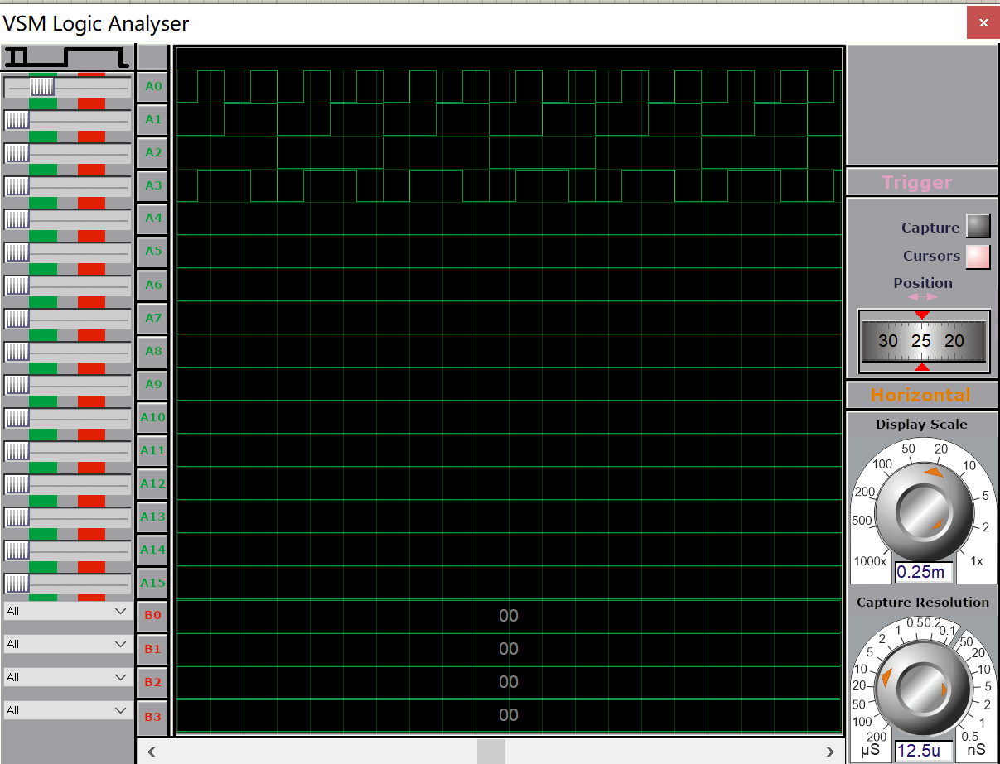 VSM Logic Analyser
A0
A1
A2
A3
A4
A5
A6
A7
A8
A9
A10
A11
A12
A13
A14
A15
All B0 00
All B1 00
All B2 00
All B3 00
Trigger
Capture
Cursors
Position
30 25 20
Horizontal
Display Scale
1000x 500 200 100 50 20 10 5 2 1x
0.25m
Capture Resolution
200 100 50 20 10 5 2 1 0.5 0.2 0.1 50 20 10 5 2 1 0.5
µS 12.5u nS